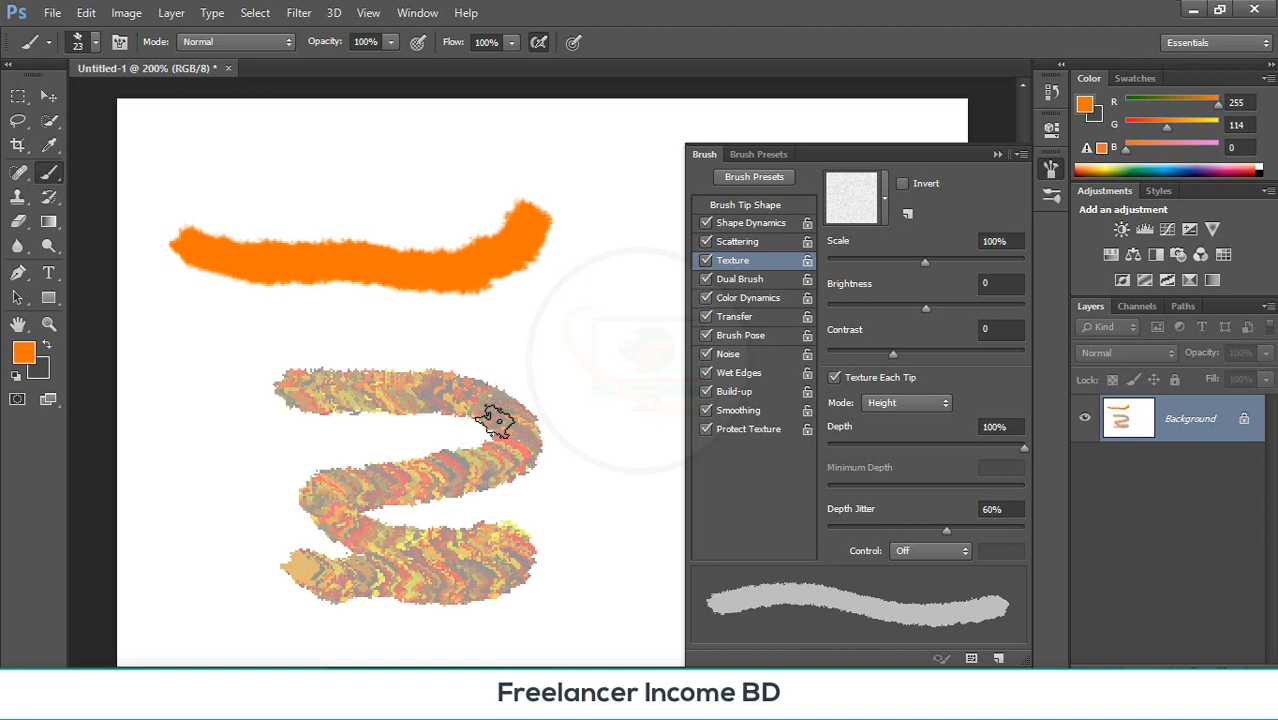 Ps File Edit Image Layer Type Select Filter 3D View Window Help
23 Mode: Normal Opacity: 100% Flow: 100% Essentials
Untitled-1 @ 200% (RGB/8) * ×
Color Swatches
R 255
G 114
B 0
Brush Brush Presets
Brush Presets
Invert
Brush Tip Shape
Shape Dynamics
Scattering
Texture
Dual Brush
Color Dynamics
Transfer
Brush Pose
Noise
Wet Edges
Build-up
Smoothing
Protect Texture
Scale 100%
Brightness 0
Contrast 0
Texture Each Tip
Mode: Height
Depth 100%
Minimum Depth
Depth Jitter 60%
Control: Off
Adjustments Styles
Add an adjustment
Layers Channels Paths
Kind
Normal Opacity: 100%
Lock: Fill: 100%
Background
Freelancer Income BD